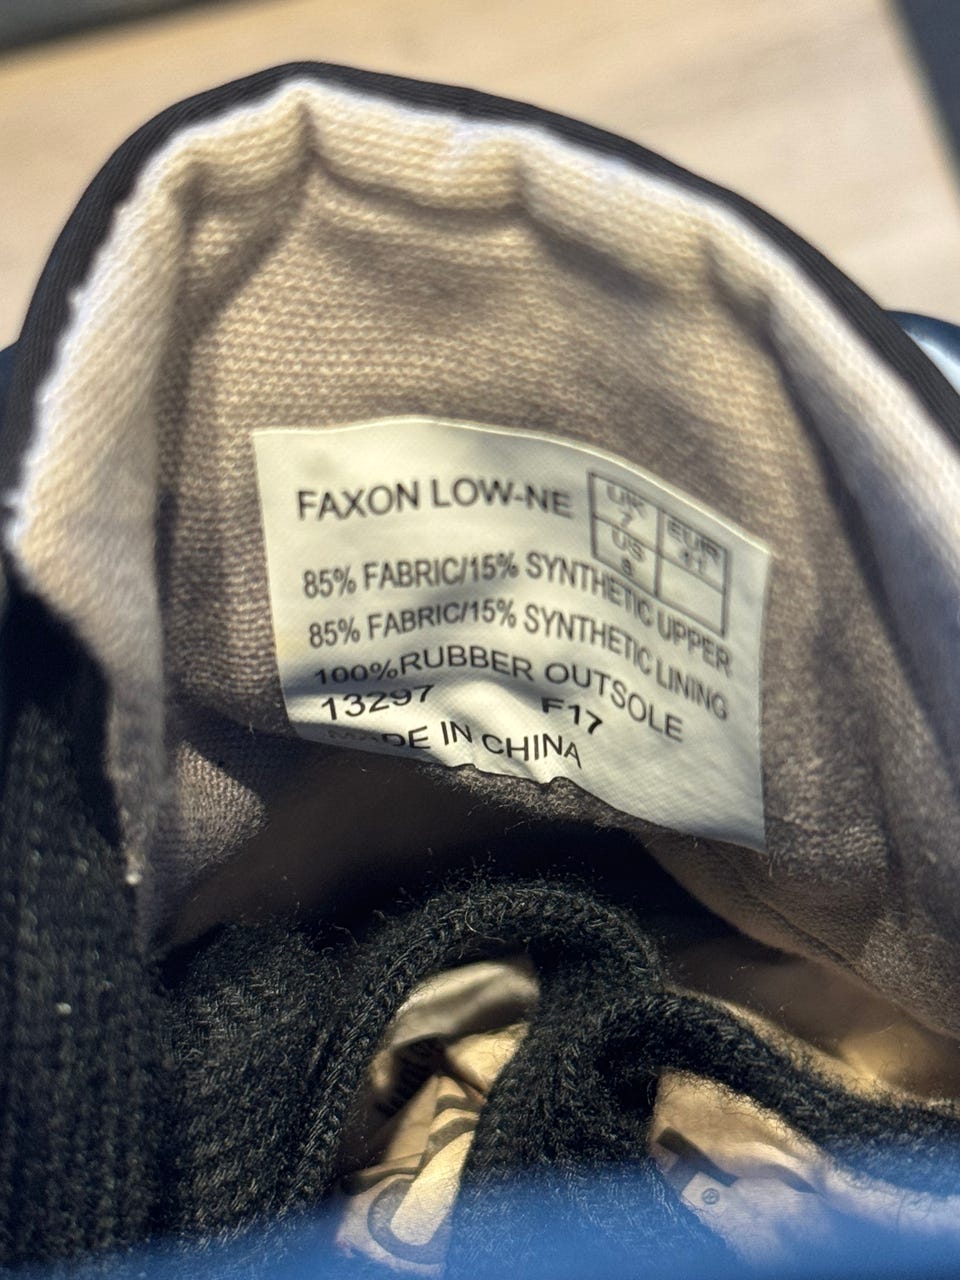 FAXON LOW-NE
UK EUR
7 41
US
8
85% FABRIC/15% SYNTHETIC UPPER
85% FABRIC/15% SYNTHETIC LINING
100%RUBBER OUTSOLE
13297 F17
MADE IN CHINA